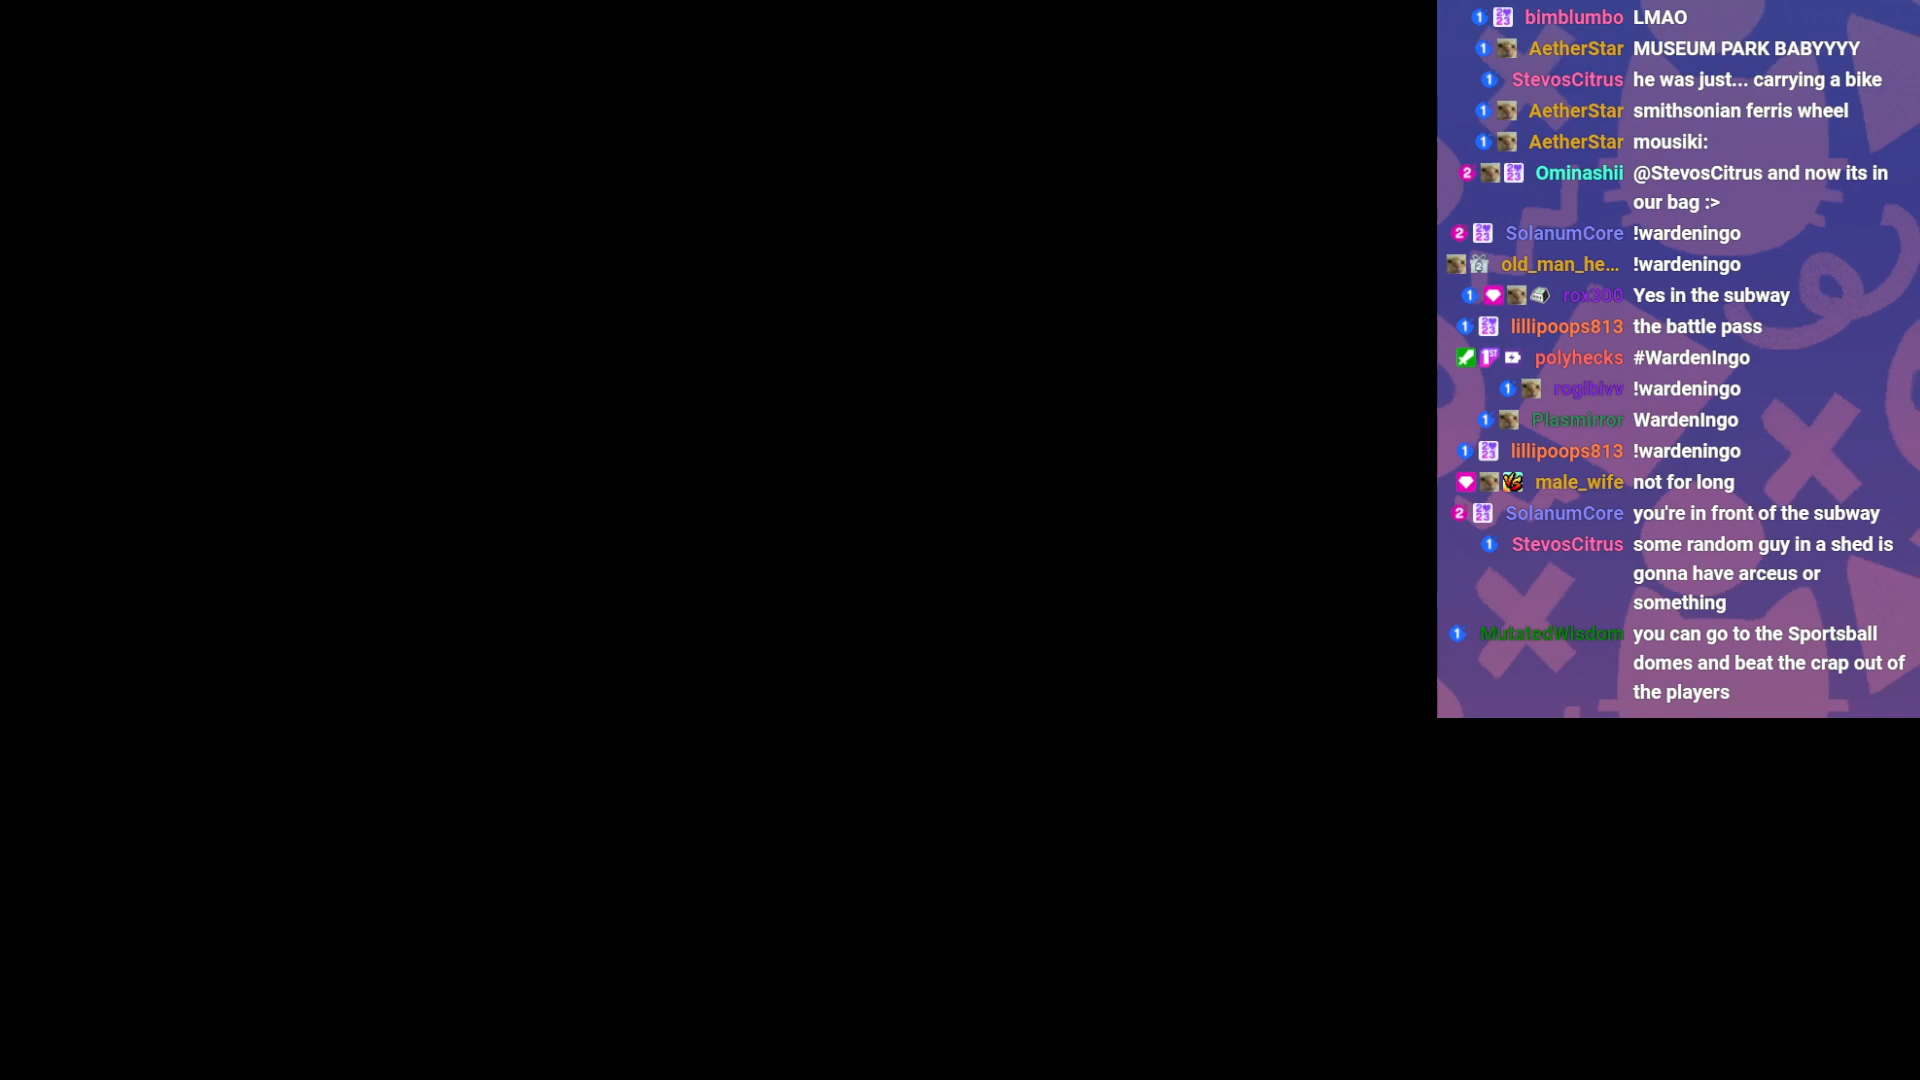 bimblumbo LMAO
AetherStar MUSEUM PARK BABYYYY
StevosCitrus he was just... carrying a bike
AetherStar smithsonian ferris wheel
AetherStar mousiki:
Ominashii @StevosCitrus and now its in
our bag :>
SolanumCore !wardeningo
old_man_he... !wardeningo
rox300 Yes in the subway
lillipoops813 the battle pass
polyhecks #WardenIngo
rogibivv !wardeningo
Plasmirror WardenIngo
lillipoops813 !wardeningo
male_wife not for long
SolanumCore you're in front of the subway
StevosCitrus some random guy in a shed is
gonna have arceus or
something
MutatedWisdom you can go to the Sportsball
domes and beat the crap out of
the players